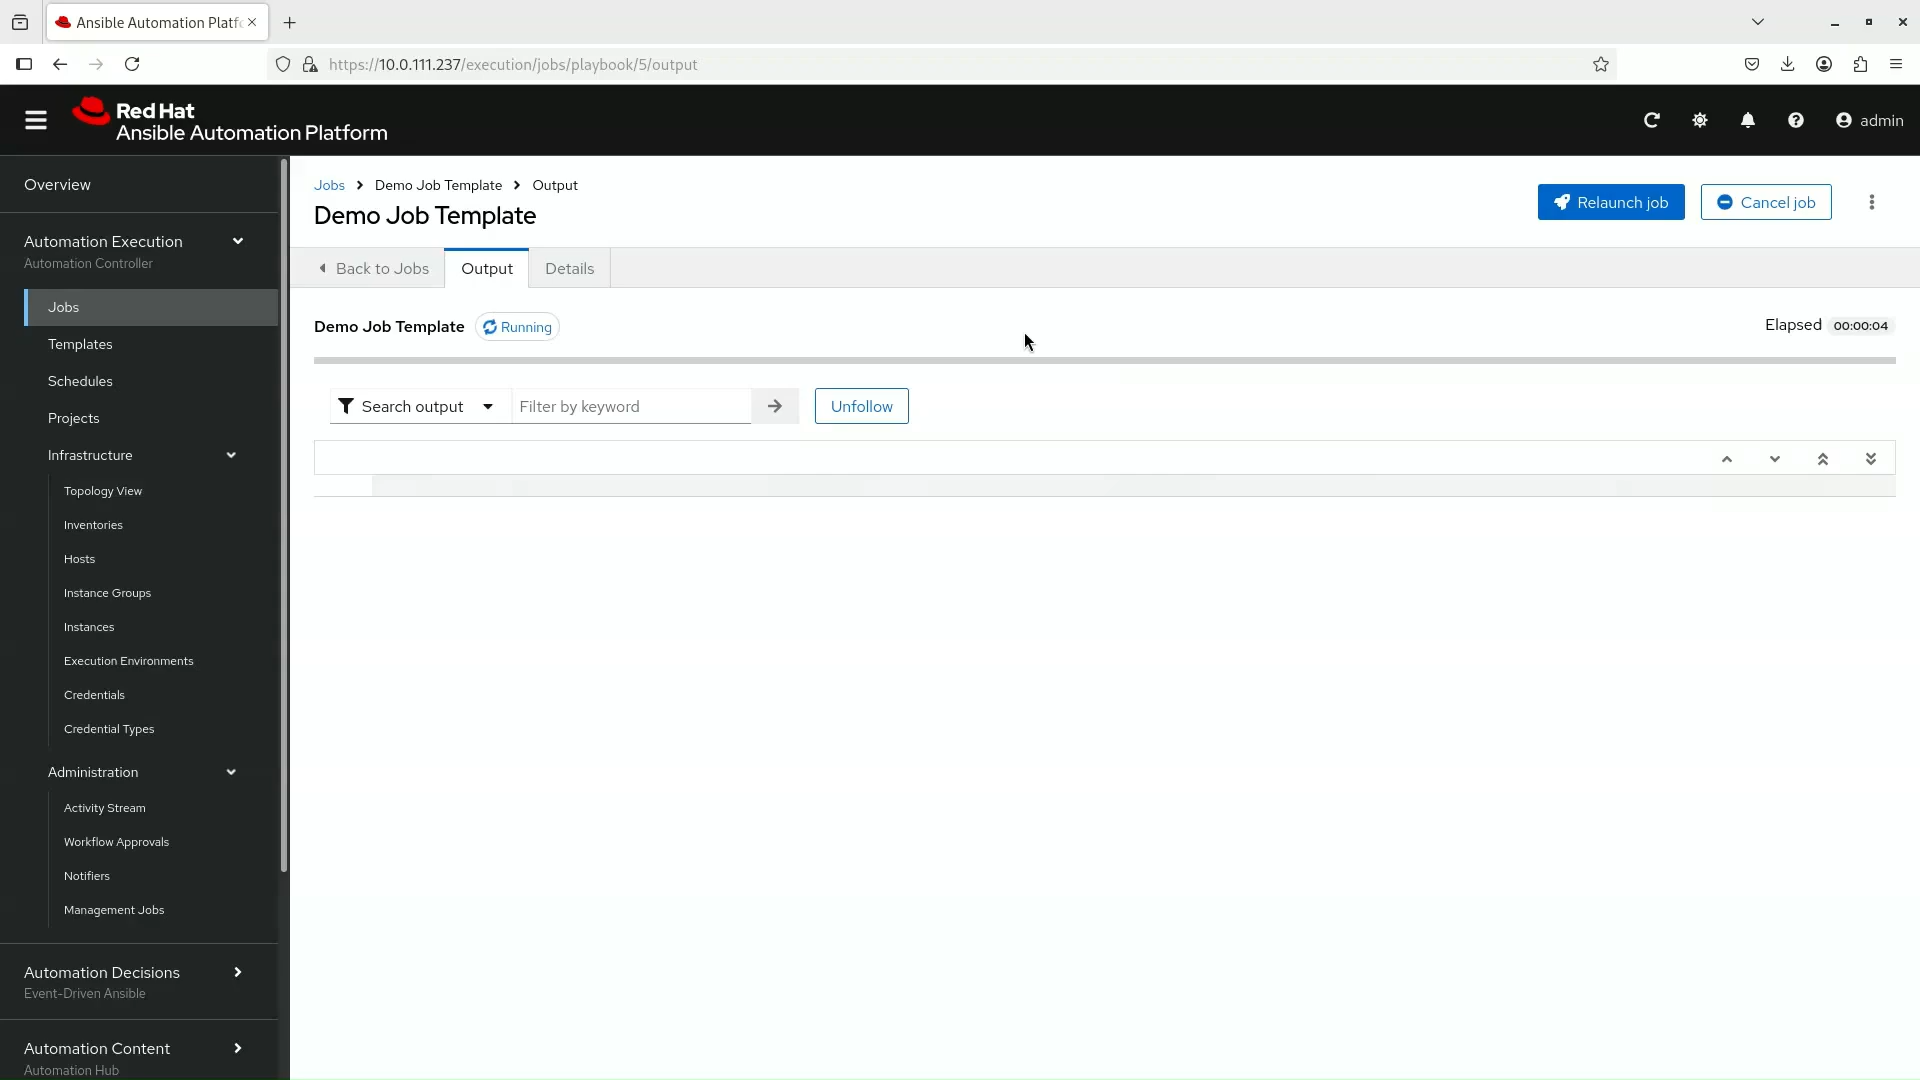 Ansible Automation Platf
https://10.0.111.237/execution/jobs/playbook/5/output
Red Hat
Ansible Automation Platform
admin
Overview
Automation Execution
Automation Controller
Jobs
Templates
Schedules
Projects
Infrastructure
Topology View
Inventories
Hosts
Instance Groups
Instances
Execution Environments
Credentials
Credential Types
Administration
Activity Stream
Workflow Approvals
Notifiers
Management Jobs
Automation Decisions
Event-Driven Ansible
Automation Content
Automation Hub
Jobs Demo Job Template Output
Demo Job Template
Relaunch job
Cancel job
Back to Jobs
Output
Details
Demo Job Template
Running
Elapsed 00:00:04
Search output
Filter by keyword
Unfollow